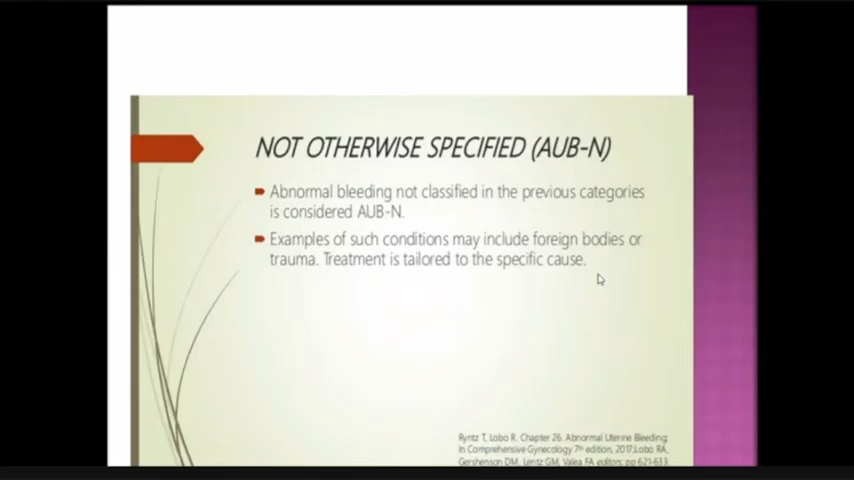 NOT OTHERWISE SPECIFIED (AUB-N)
Abnormal bleeding not classified in the previous categories
is considered AUB-N.
Examples of such conditions may include foreign bodies or
trauma. Treatment is tailored to the specific cause.
Ryntz T, Lobo R. Chapter 26. Abnormal Uterine Bleeding;
In Comprehensive Gynecology 7th edition, 2017;Lobo RA,
Gershenson DM, Lentz GM, Valea FA editors; pp 621-633.